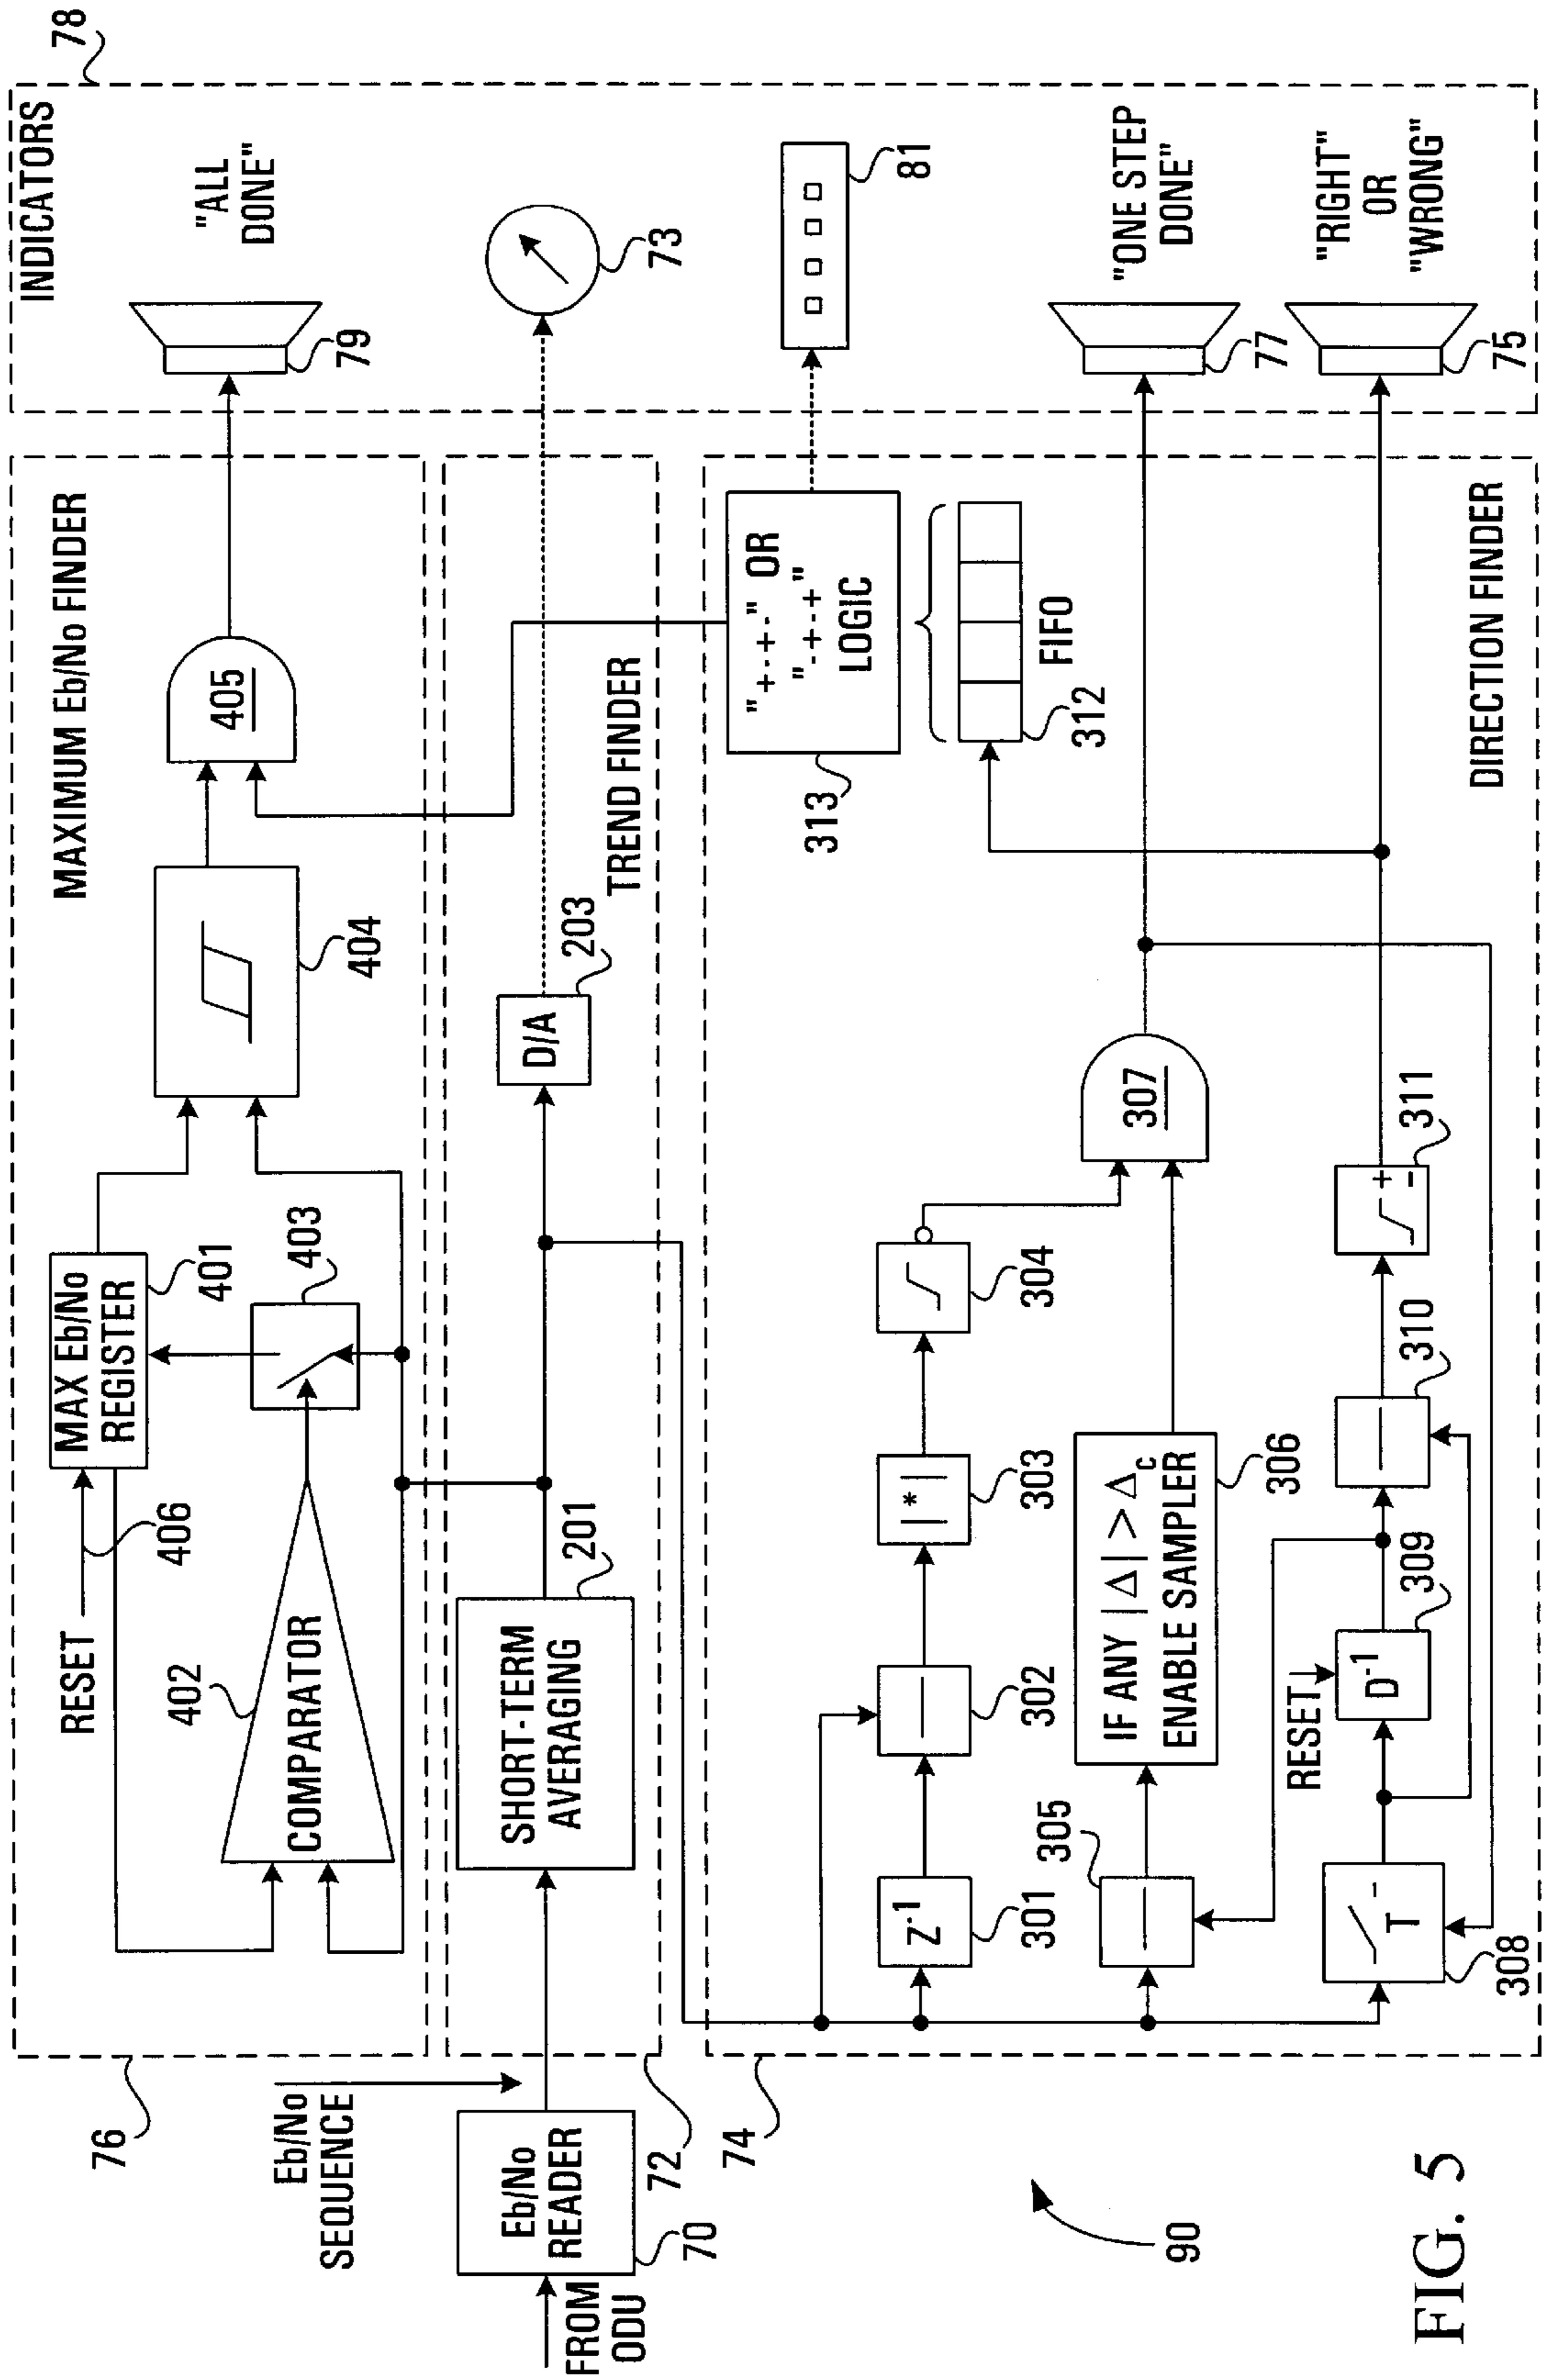 INDICATORS
78
"ALL
DONE"
79
73
81
"ONE STEP
DONE"
77
"RIGHT"
OR
"WRONG"
75
MAXIMUM Eb/No FINDER
76
RESET
406
MAX Eb/No
REGISTER
401
402
COMPARATOR
403
404
405
TREND FINDER
72
Eb/No
SEQUENCE
FROM
ODU
Eb/No
READER
70
SHORT-TERM
AVERAGING
201
D/A
203
DIRECTION FINDER
74
"+-+-" OR
"-+-+"
LOGIC
313
FIFO
312
Z-1
301
302
|*|
303
304
305
IF ANY |Δ|>Δc
ENABLE SAMPLER
306
307
T
308
RESET
D-1
309
310
+
-
311
90
FIG. 5